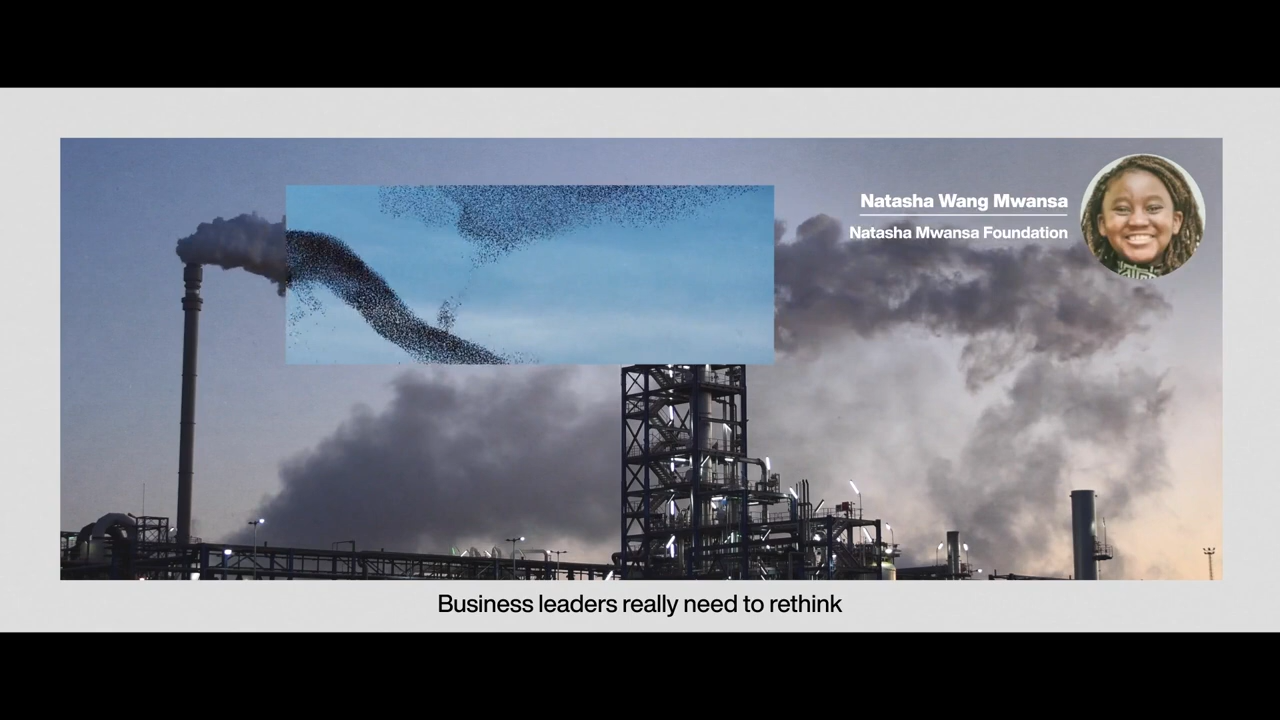 Natasha Wang Mwansa
Natasha Mwansa Foundation
Business leaders really need to rethink